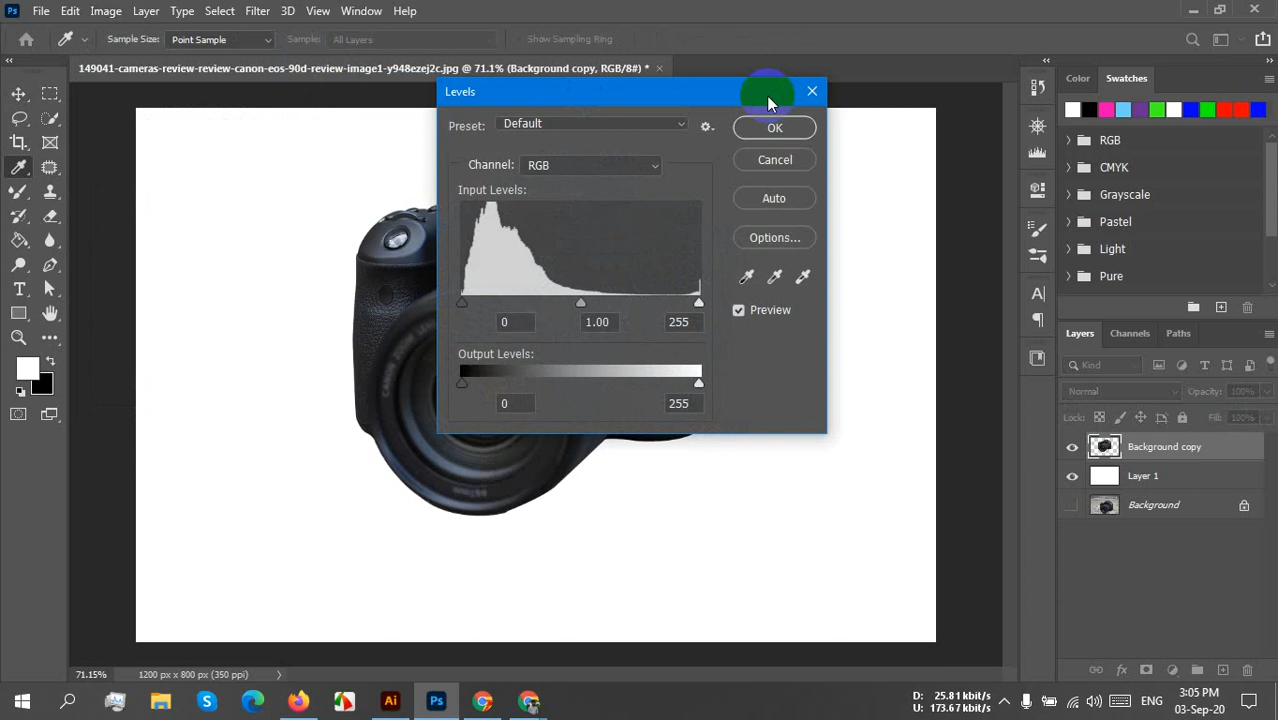 Ps File Edit Image Layer Type Select Filter 3D View Window Help
Sample Size: Point Sample Sample: All Layers Show Sampling Ring
149041-cameras-review-review-canon-eos-90d-review-image1-y948ezej2c.jpg @ 71.1% (Background copy, RGB/8#) *
Color Swatches
Levels
Preset: Default
OK
Channel: RGB
Cancel
Input Levels:
Auto
Options...
Preview
0 1.00 255
Output Levels:
0 255
RGB
CMYK
Grayscale
Pastel
Light
Pure
Layers Channels Paths
Kind
Normal Opacity: 100%
Lock: Fill: 100%
Background copy
Layer 1
Background
71.15% 1200 px x 800 px (350 ppi)
Ai Ps
D: 25.81 kbit/s
U: 173.67 kbit/s
ENG
3:05 PM
03-Sep-20